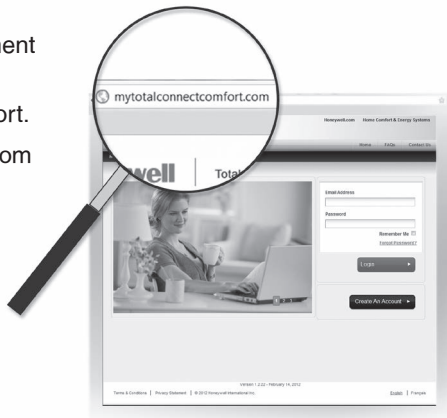 ment
ort.
om
mytotalconnectcomfort.com
Honeywell.com Home Comfort & Energy Systems
Home FAQs Contact Us
well Total
Email Address
Password
Remember Me
Forgot Password?
Login
Create An Account
Version 1.2.22 - February 14, 2012
Terms & Conditions | Privacy Statement | © 2012 Honeywell International Inc.
English | Français